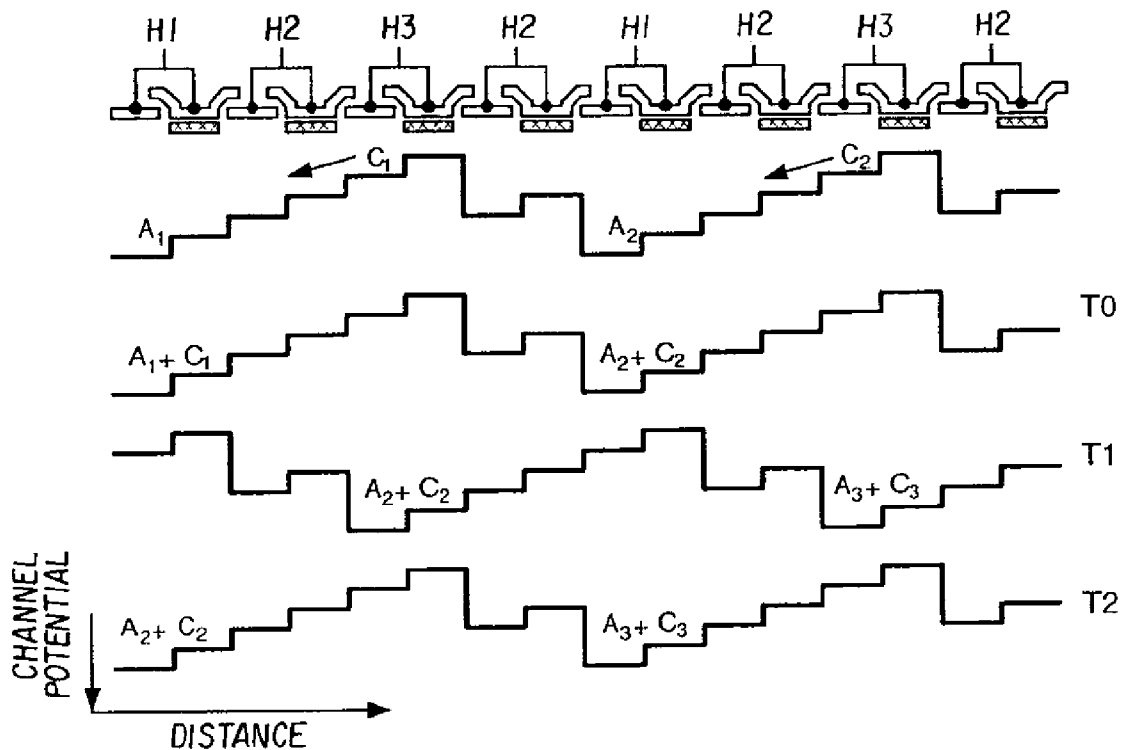 H1 H2 H3 H2 H1 H2 H3 H2
C₁ C₂
A₁ A₂
T0
A₁+ C₁ A₂+ C₂
T1
A₂+ C₂ A₃+ C₃
T2
A₂+ C₂ A₃+ C₃
CHANNEL
POTENTIAL
DISTANCE